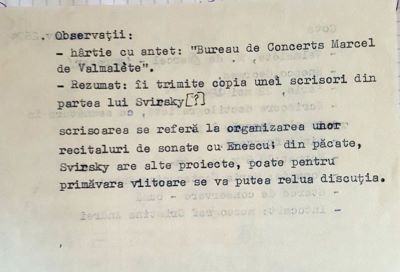 . Observații:
- hârtie cu antet: "Bureau de Concerts Marcel
de Valmalète".
- Rezumat: îi trimite copia unei scrisori din
partea lui Svirsky[?]
scrisoarea se referă la organizarea unor
recitaluri de sonate cu Enescu: din păcate,
Svirsky are alte proiecte, poate pentru
primăvara viitoare se va putea relua discuția.